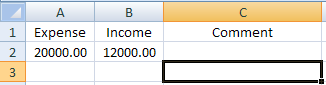 A B C
1 Expense Income Comment
2 20000.00 12000.00
3